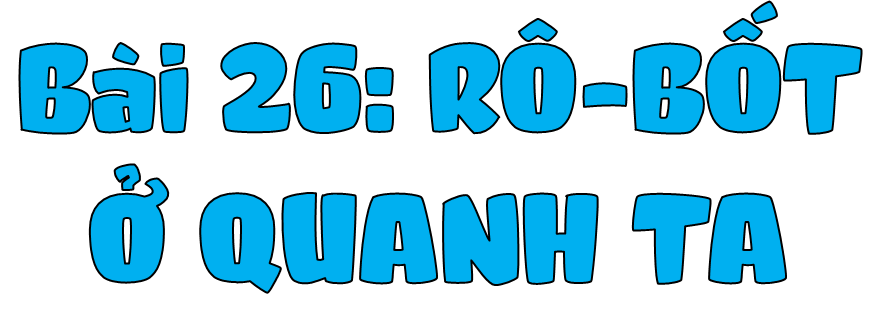 Bài 26: RÔ-BỐT
Ở QUANH TA